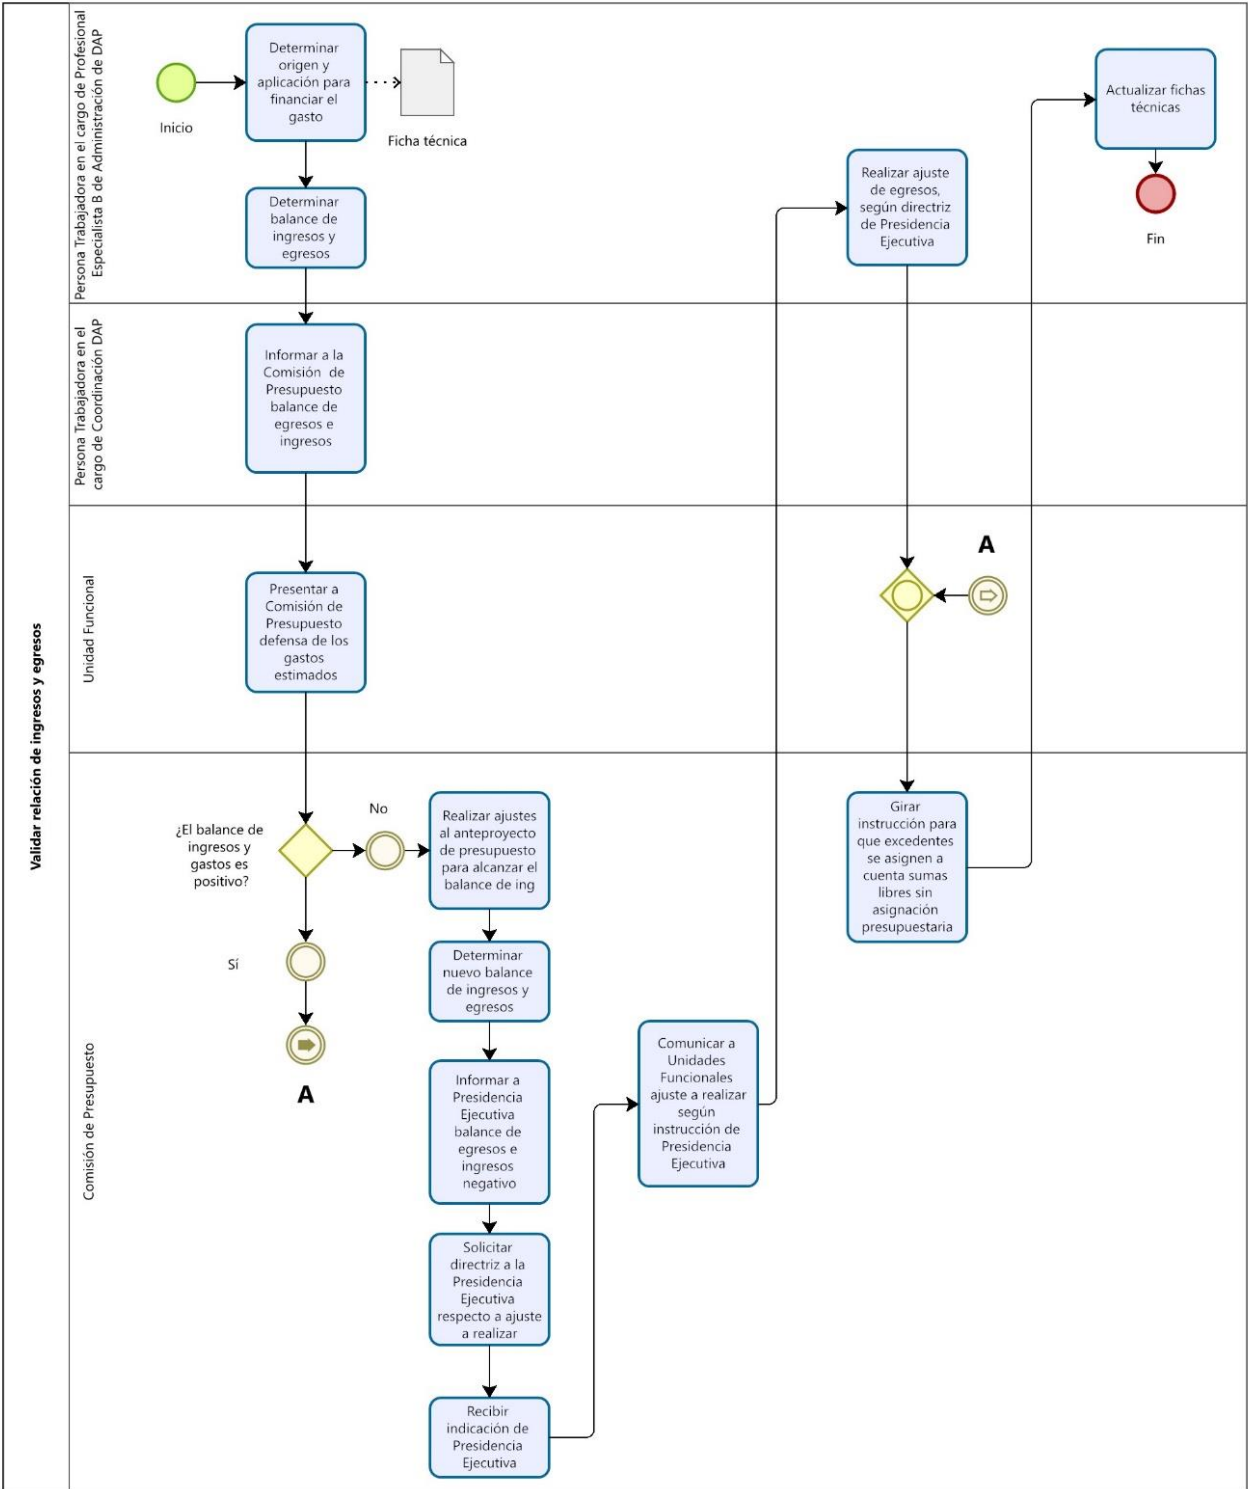 Validar relación de ingresos y egresos
Persona Trabajadora en el cargo de Profesional
Especialista B de Administración de DAP
Inicio
Determinar
origen y
aplicación para
financiar el
gasto
Ficha técnica
Determinar
balance de
ingresos y
egresos
Realizar ajuste
de egresos,
según directriz
de Presidencia
Ejecutiva
Actualizar fichas
técnicas
Fin
Persona Trabajadora en el
cargo de Coordinación DAP
Informar a la
Comisión de
Presupuesto
balance de
egresos e
ingresos
Unidad Funcional
Presentar a
Comisión de
Presupuesto
defensa de los
gastos
estimados
A
Comisión de Presupuesto
¿El balance de
ingresos y
gastos es
positivo?
No
Sí
A
Realizar ajustes
al anteproyecto
de presupuesto
para alcanzar el
balance de ing
Determinar
nuevo balance
de ingresos y
egresos
Informar a
Presidencia
Ejecutiva
balance de
egresos e
ingresos
negativo
Solicitar
directriz a la
Presidencia
Ejecutiva
respecto a ajuste
a realizar
Recibir
indicación de
Presidencia
Ejecutiva
Comunicar a
Unidades
Funcionales
ajuste a realizar
según
instrucción de
Presidencia
Ejecutiva
Girar
instrucción para
que excedentes
se asignen a
cuenta sumas
libres sin
asignación
presupuestaria